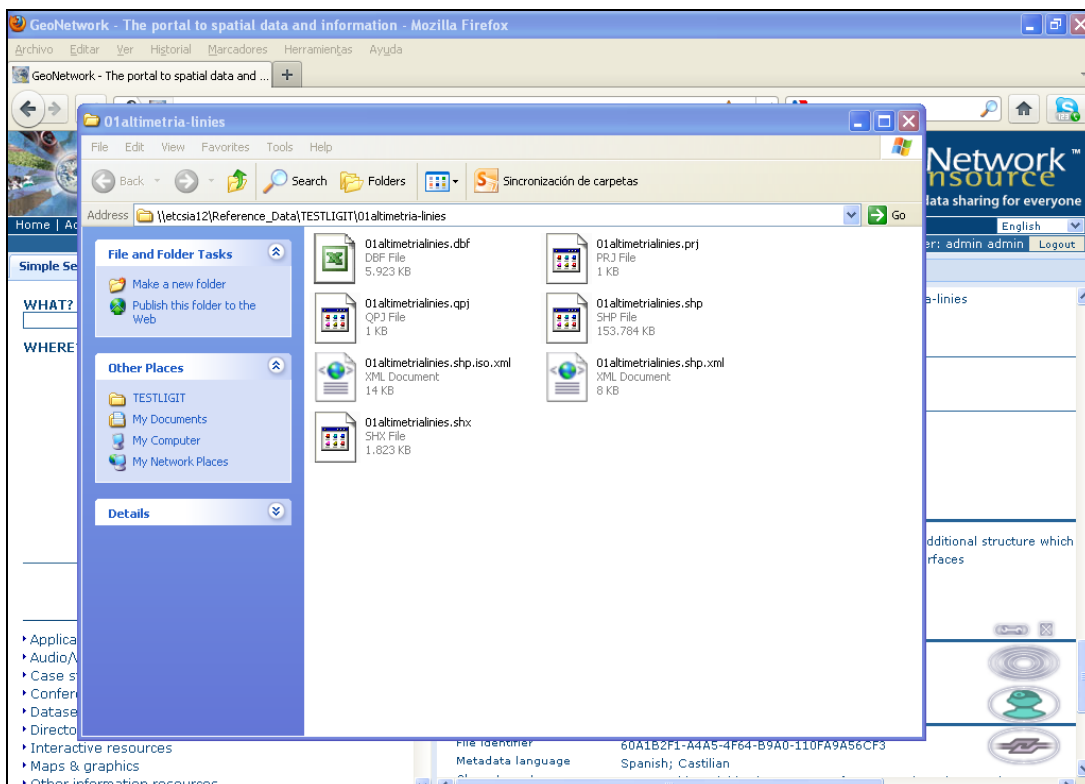 GeoNetwork - The portal to spatial data and information - Mozilla Firefox
Archivo Editar Ver Historial Marcadores Herramientas Ayuda
GeoNetwork - The portal to spatial data and ... +
01altimetria-linies
File Edit View Favorites Tools Help
Back Search Folders Sincronización de carpetas
Address \\etcsia12\Reference_Data\TESTLIGIT\01altimetria-linies Go
Network™
data sharing for everyone
Home
English
admin admin Logout
File and Folder Tasks
Make a new folder
Publish this folder to the
Web
Other Places
TESTLIGIT
My Documents
My Computer
My Network Places
Details
01altimetrialinies.dbf
DBF File
5.923 KB
01altimetrialinies.prj
PRJ File
1 KB
01altimetrialinies.qpj
QPJ File
1 KB
01altimetrialinies.shp
SHP File
153.784 KB
01altimetrialinies.shp.iso.xml
XML Document
14 KB
01altimetrialinies.shp.xml
XML Document
8 KB
01altimetrialinies.shx
SHX File
1.823 KB
Simple Se
WHAT?
WHERE
a-linies
dditional structure which
rfaces
Applica
Audio/V
Case s
Confer
Datase
Directo
Interactive resources
Maps & graphics
Other information resources
File identifier 60A1B2F1-A4A5-4F64-B9A0-110FA9A56CF3
Metadata language Spanish; Castilian